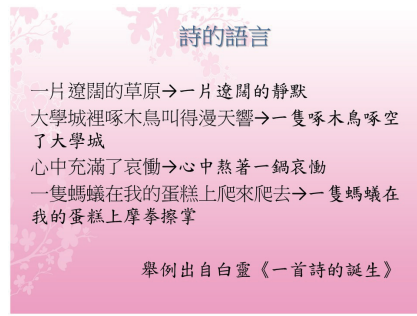 詩的語言
一片遼闊的草原→一片遼闊的靜默
大學城裡啄木鳥叫得漫天響→一隻啄木鳥啄空
了大學城
心中充滿了哀慟→心中熬著一鍋哀慟
一隻螞蟻在我的蛋糕上爬來爬去→一隻螞蟻在
我的蛋糕上摩拳擦掌
舉例出自白靈《一首詩的誕生》